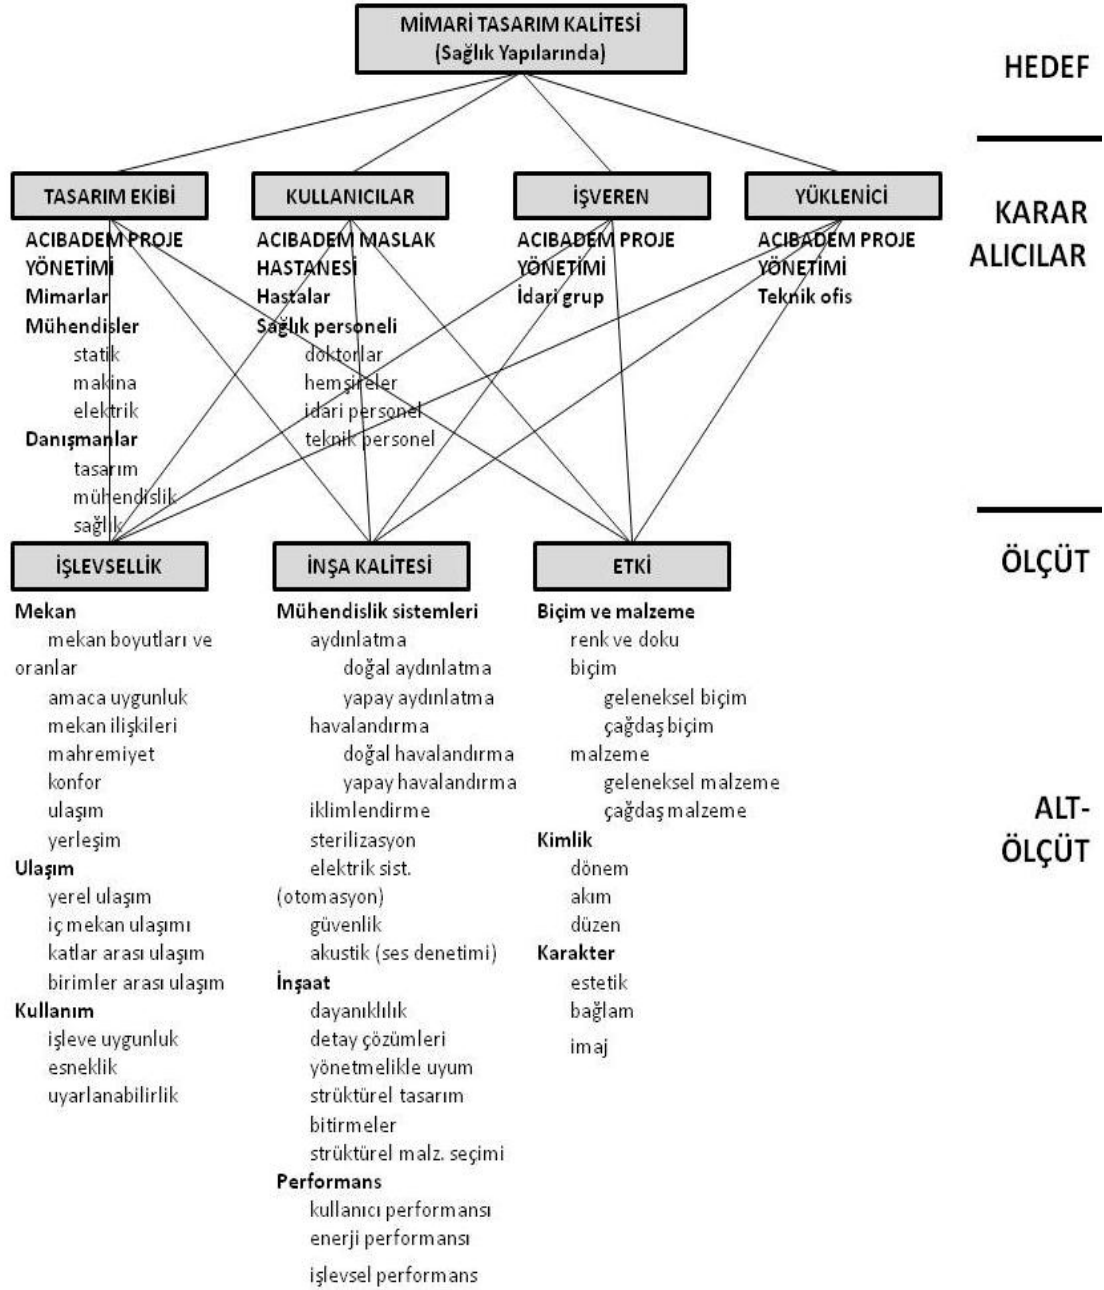 MİMARİ TASARIM KALİTESİ
(Sağlık Yapılarında)
HEDEF
TASARIM EKİBİ
ACIBADEM PROJE
YÖNETİMİ
Mimarlar
Mühendisler
statik
makina
elektrik
Danışmanlar
tasarım
mühendislik
sağlık
KULLANICILAR
ACIBADEM MASLAK
HASTANESİ
Hastalar
Sağlık personeli
doktorlar
hemşireler
idari personel
teknik personel
İŞVEREN
ACIBADEM PROJE
YÖNETİMİ
İdari grup
YÜKLENİCİ
ACIBADEM PROJE
YÖNETİMİ
Teknik ofis
KARAR
ALICILAR
İŞLEVSELLİK
Mekan
mekan boyutları ve
oranlar
amaca uygunluk
mekan ilişkileri
mahremiyet
konfor
ulaşım
yerleşim
Ulaşım
yerel ulaşım
iç mekan ulaşımı
katlar arası ulaşım
birimler arası ulaşım
Kullanım
işleve uygunluk
esneklik
uyarlanabilirlik
İNŞA KALİTESİ
Mühendislik sistemleri
aydınlatma
doğal aydınlatma
yapay aydınlatma
havalandırma
doğal havalandırma
yapay havalandırma
iklimlendirme
sterilizasyon
elektrik sist.
(otomasyon)
güvenlik
akustik (ses denetimi)
İnşaat
dayanıklılık
detay çözümleri
yönetmelikle uyum
strüktürel tasarım
bitirmeler
strüktürel malz. seçimi
Performans
kullanıcı performansı
enerji performansı
işlevsel performans
ETKİ
Biçim ve malzeme
renk ve doku
biçim
geleneksel biçim
çağdaş biçim
malzeme
geleneksel malzeme
çağdaş malzeme
Kimlik
dönem
akım
düzen
Karakter
estetik
bağlam
imaj
ÖLÇÜT
ALT-
ÖLÇÜT